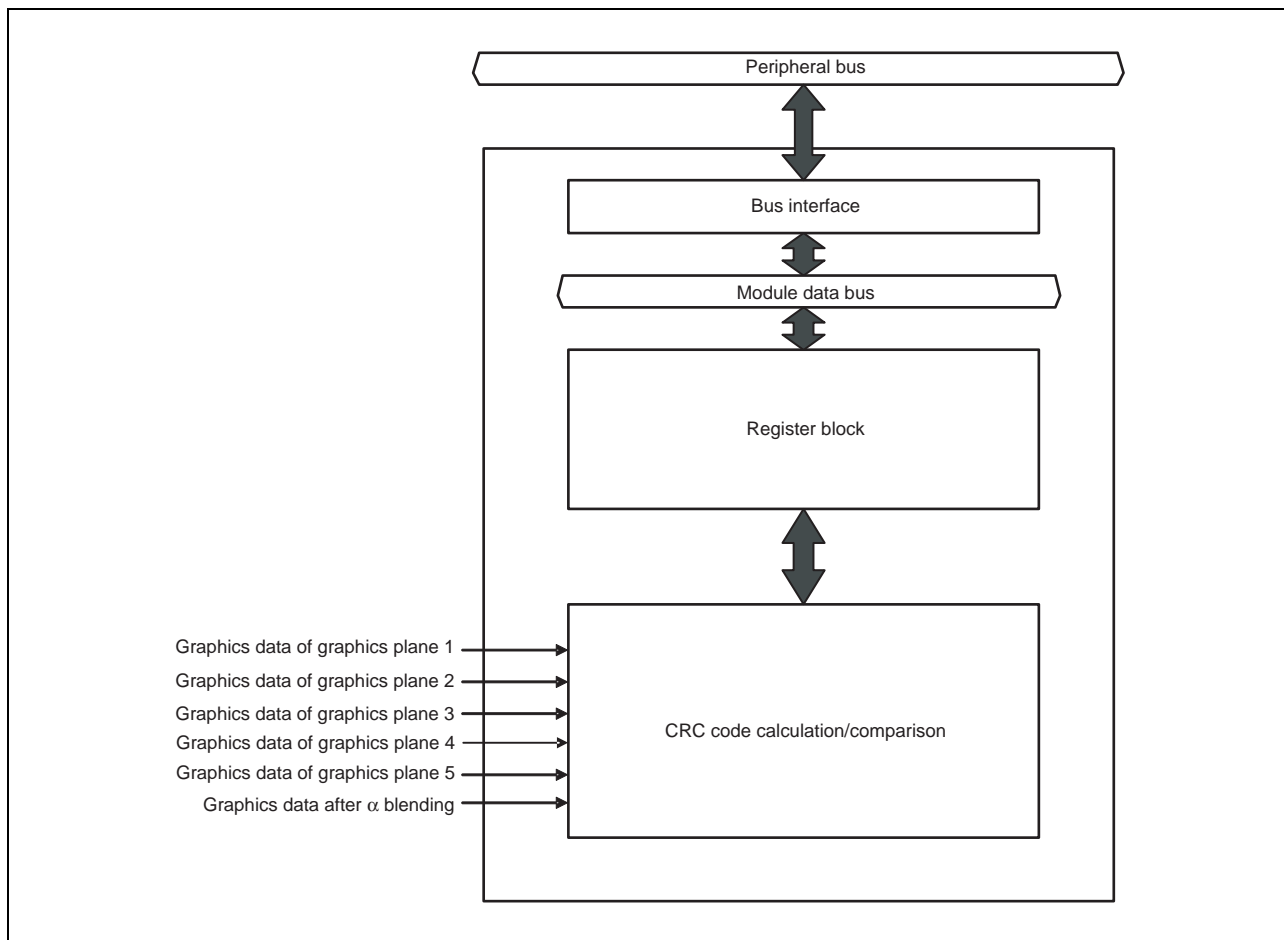 Peripheral bus
Bus interface
Module data bus
Register block
Graphics data of graphics plane 1
Graphics data of graphics plane 2
Graphics data of graphics plane 3
Graphics data of graphics plane 4
Graphics data of graphics plane 5
Graphics data after α blending
CRC code calculation/comparison